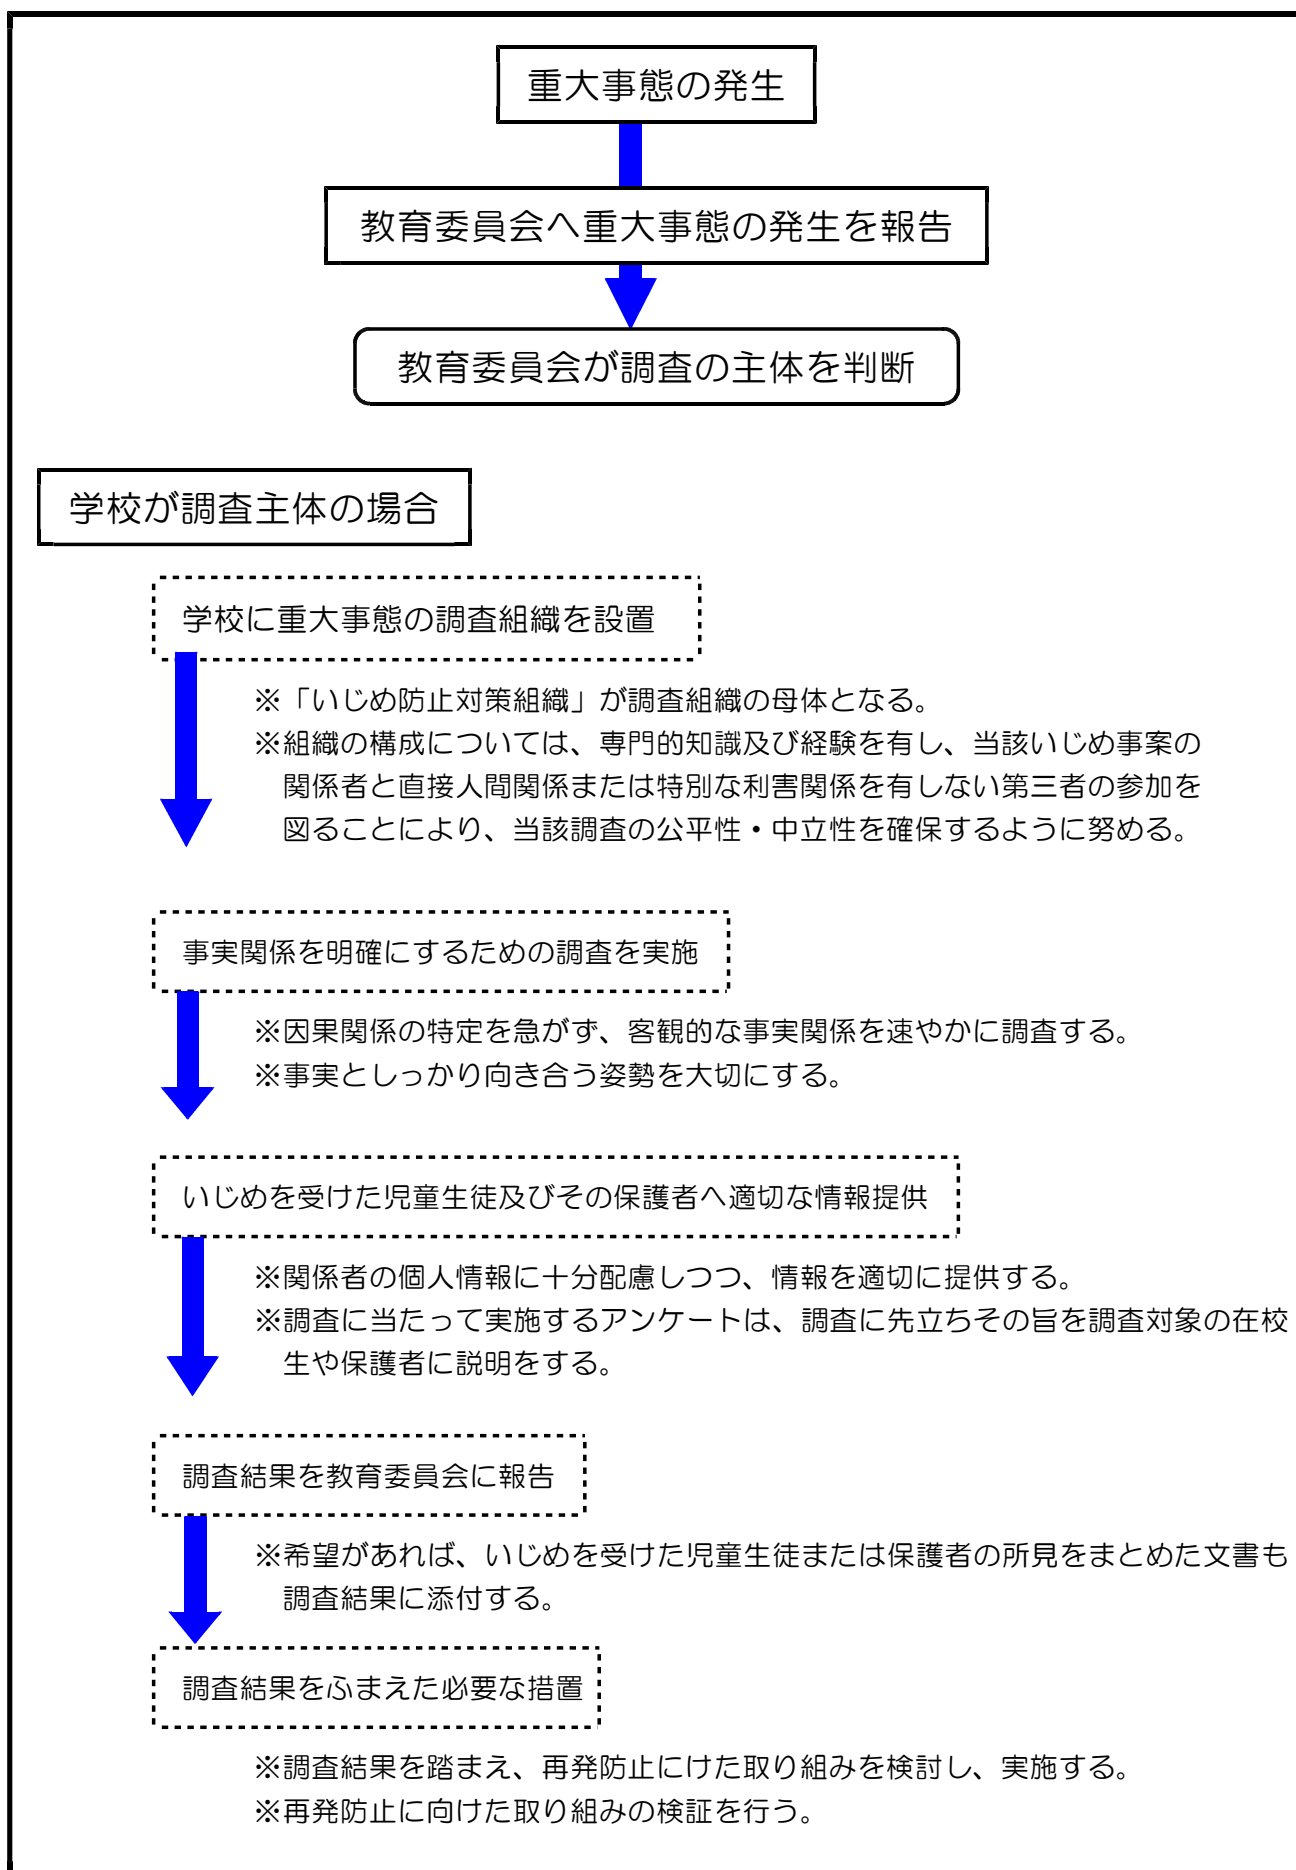 重大事態の発生
教育委員会へ重大事態の発生を報告
教育委員会が調査の主体を判断
学校が調査主体の場合
学校に重大事態の調査組織を設置
※「いじめ防止対策組織」が調査組織の母体となる。
※組織の構成については、専門的知識及び経験を有し、当該いじめ事案の
関係者と直接人間関係または特別な利害関係を有しない第三者の参加を
図ることにより、当該調査の公平性・中立性を確保するように努める。
事実関係を明確にするための調査を実施
※因果関係の特定を急がず、客観的な事実関係を速やかに調査する。
※事実としっかり向き合う姿勢を大切にする。
いじめを受けた児童生徒及びその保護者へ適切な情報提供
※関係者の個人情報に十分配慮しつつ、情報を適切に提供する。
※調査に当たって実施するアンケートは、調査に先立ちその旨を調査対象の在校
生や保護者に説明をする。
調査結果を教育委員会に報告
※希望があれば、いじめを受けた児童生徒または保護者の所見をまとめた文書も
調査結果に添付する。
調査結果をふまえた必要な措置
※調査結果を踏まえ、再発防止にけた取り組みを検討し、実施する。
※再発防止に向けた取り組みの検証を行う。